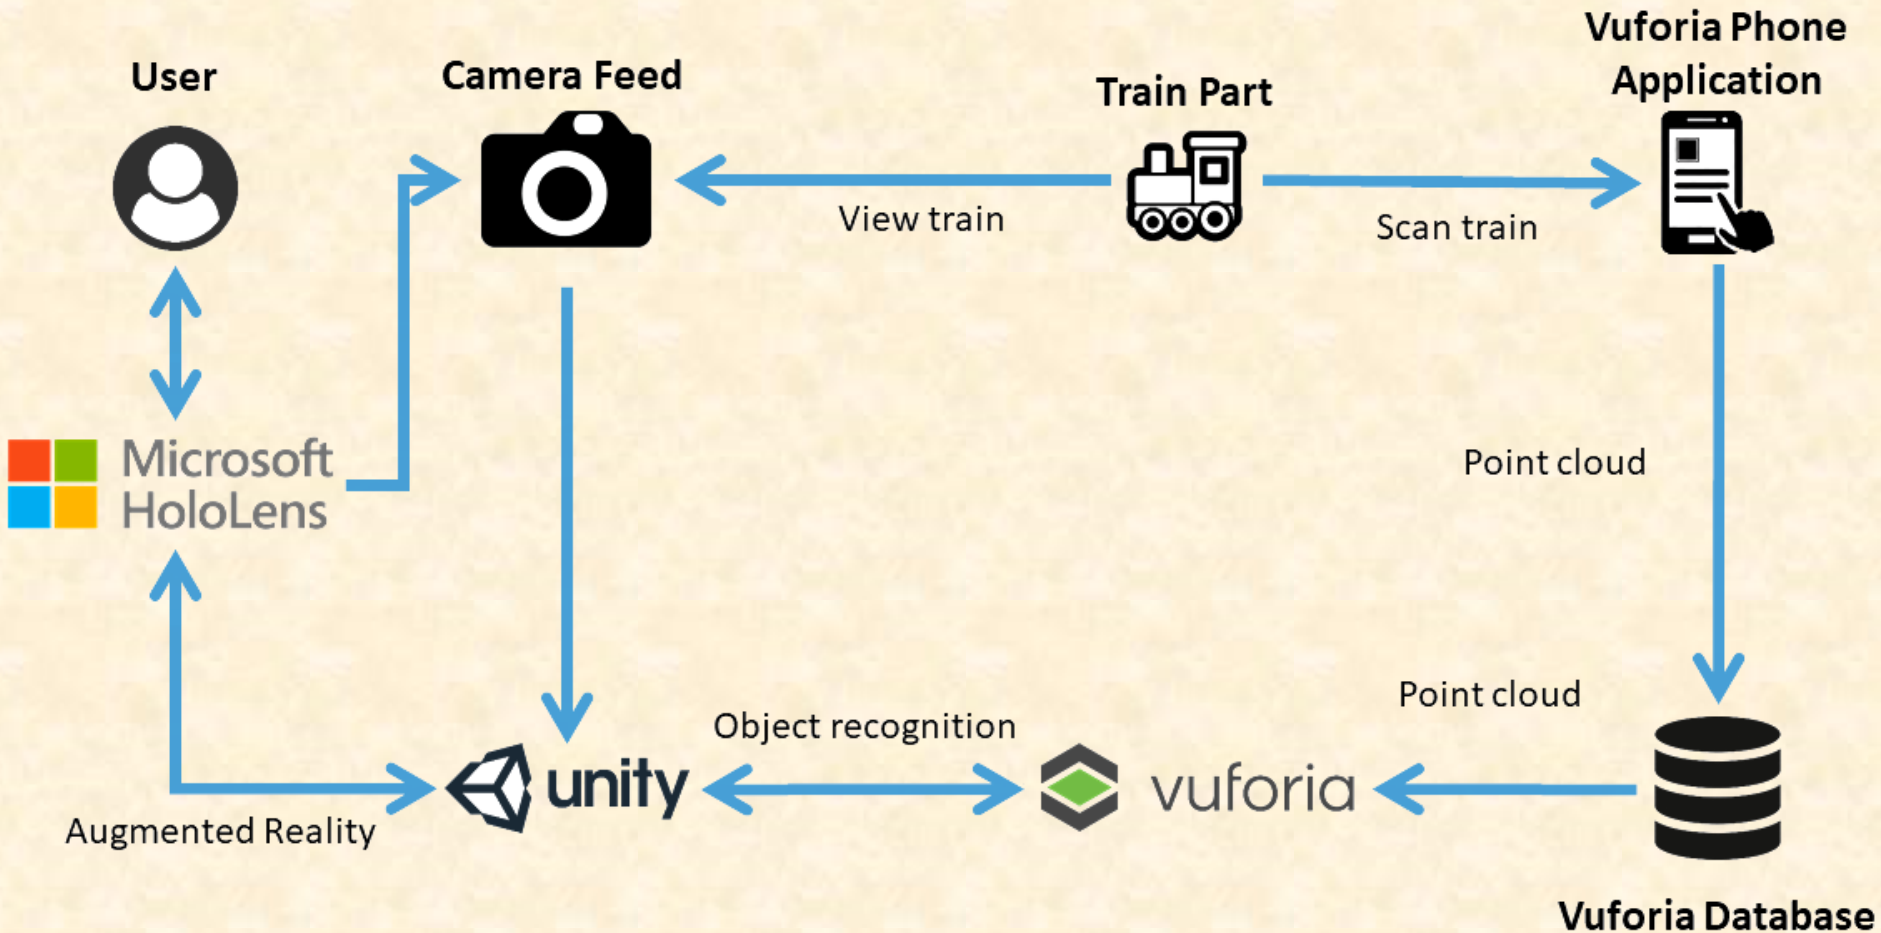 User
Camera Feed
Train Part
Vuforia Phone
Application
View train
Scan train
Microsoft
HoloLens
Point cloud
Point cloud
Object recognition
unity
vuforia
Augmented Reality
Vuforia Database